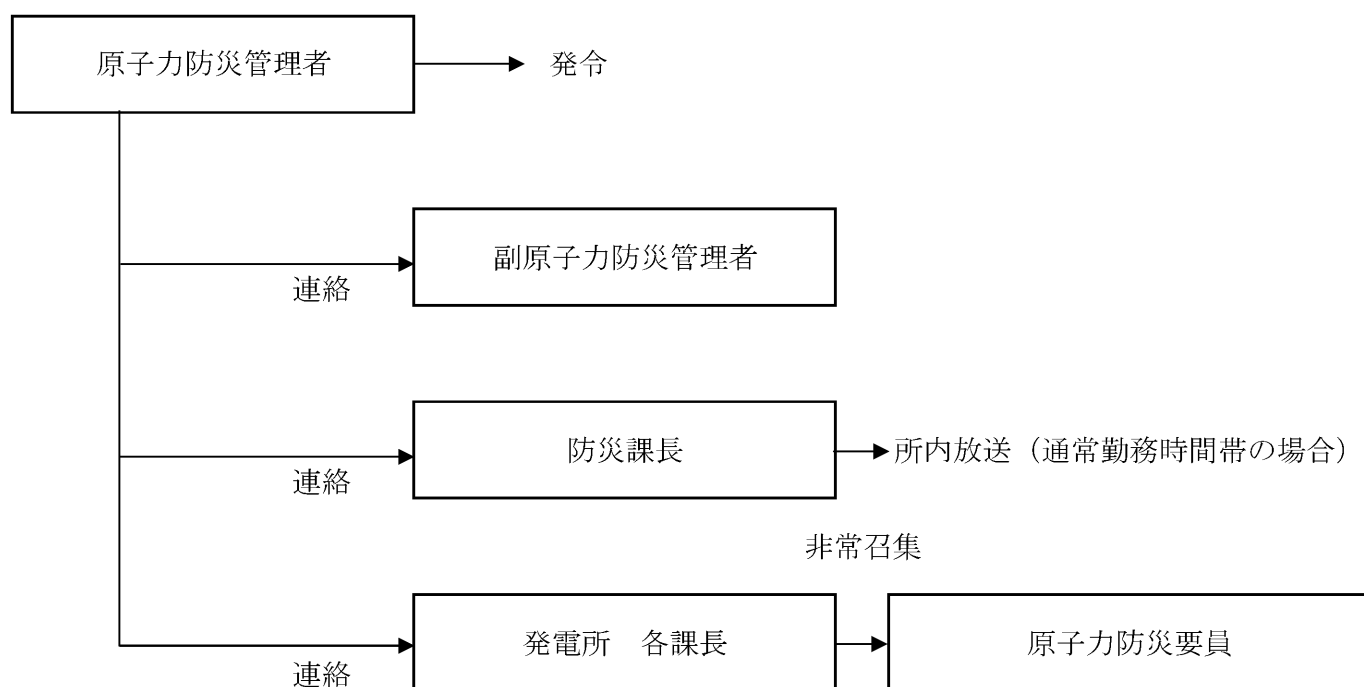 原子力防災管理者
発令
副原子力防災管理者
連絡
防災課長
所内放送（通常勤務時間帯の場合）
連絡
非常召集
発電所　各課長
原子力防災要員
連絡